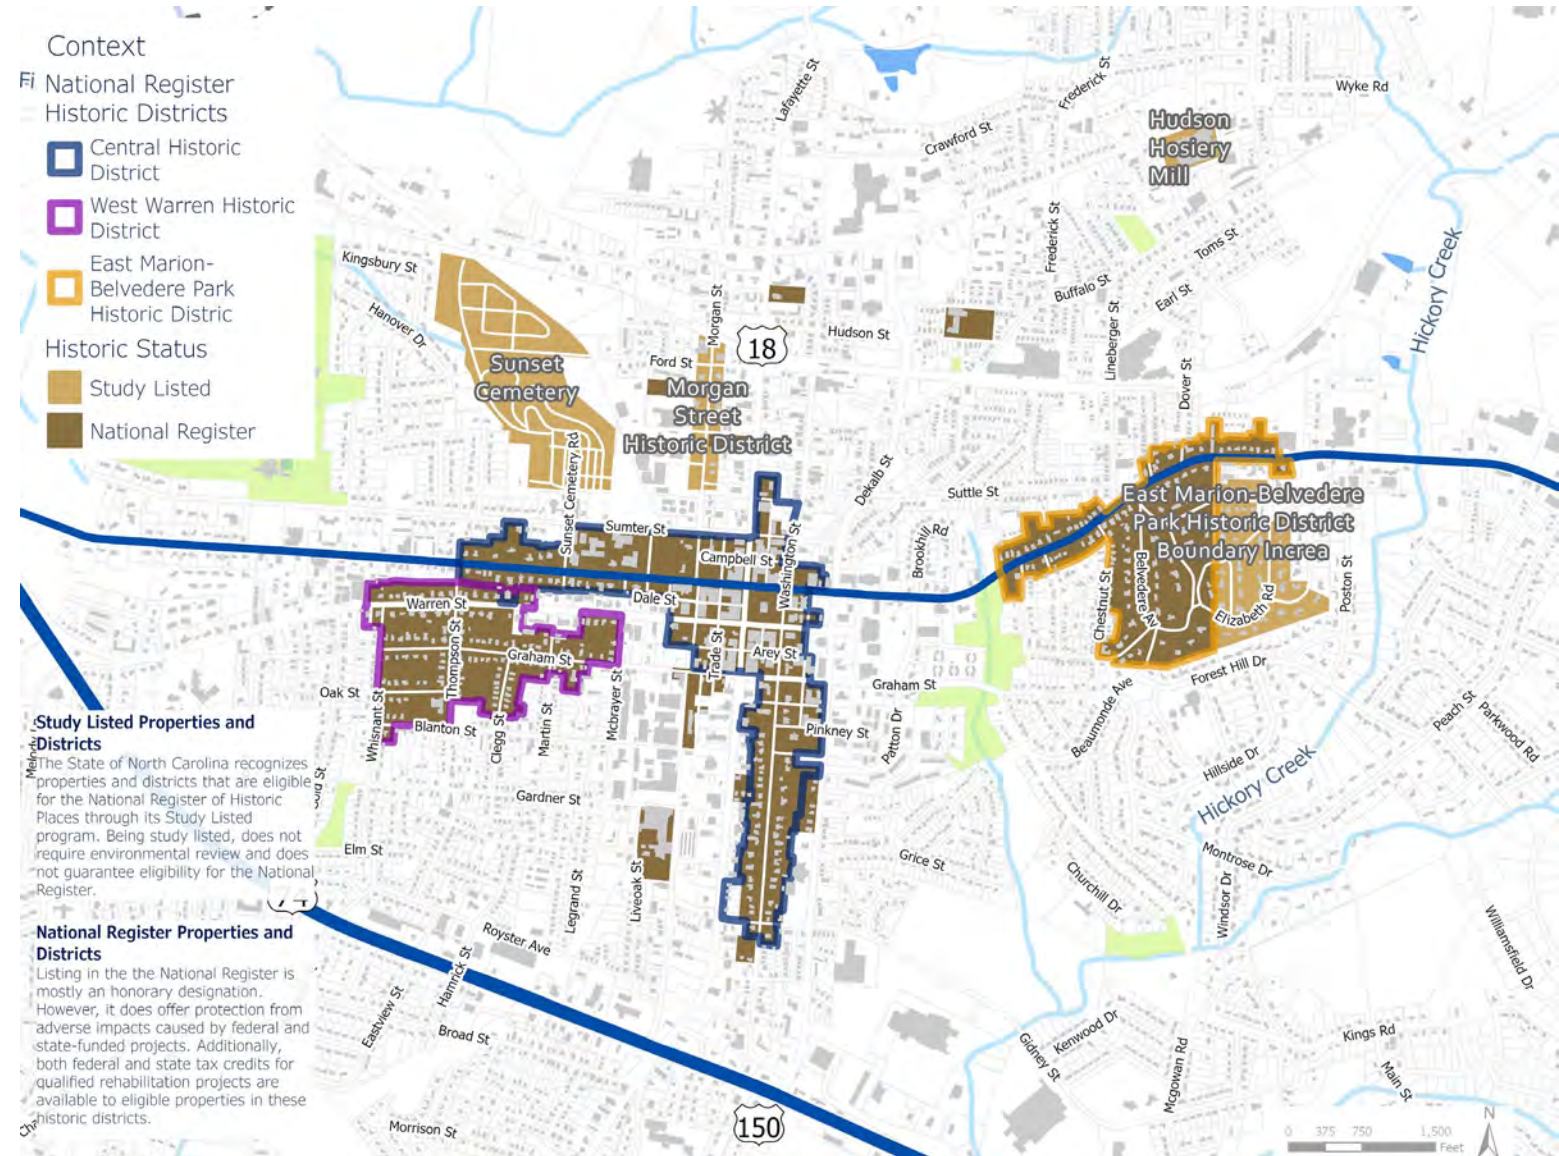 Context
National Register
Historic Districts
Central Historic
District
West Warren Historic
District
East Marion-
Belvedere Park
Historic Distric
Historic Status
Study Listed
National Register
Study Listed Properties and
Districts
The State of North Carolina recognizes
properties and districts that are eligible
for the National Register of Historic
Places through its Study Listed
program. Being study listed, does not
require environmental review and does
not guarantee eligibility for the National
Register.
National Register Properties and
Districts
Listing in the the National Register is
mostly an honorary designation.
However, it does offer protection from
adverse impacts caused by federal and
state-funded projects. Additionally,
both federal and state tax credits for
qualified rehabilitation projects are
available to eligible properties in these
historic districts.
Lafayette St
Frederick St
Wyke Rd
Crawford St
Hudson
Hosiery
Mill
Frederick St
Toms St
Hickory Creek
Kingsbury St
Hanover Dr
Morgan St
Buffalo St
Earl St
Hudson St
18
Lineberger St
Ford St
Sunset
Cemetery
Morgan
Street
Historic District
Dover St
Sunset Cemetery Rd
Dekalb St
Suttle St
East Marion-Belvedere
Park Historic District
Boundary Increa
Sumter St
Campbell St
Washington St
Brookhill Rd
Belvedere Av
Chestnut St
Elizabeth Rd
Poston St
Warren St
Dale St
Thompson St
Graham St
Trade St
Arey St
Forest Hill Dr
Oak St
Whisnant St
Blanton St
Clegg St
Martin St
Mcbrayer St
Graham St
Pinkney St
Patton Dr
Beaumonde Ave
Peach St
Parkwood Rd
Hillside Dr
Hickory Creek
Gardner St
Elm St
Grice St
Montrose Dr
Churchill Dr
Windsor Dr
Legrand St
Liveoak St
74
Royster Ave
Hamrick St
Eastview St
Broad St
Williamsfield Dr
Kenwood Dr
Gidney St
Mcgowan Rd
Kings Rd
Main St
Morrison St
150
N
0 375 750 1,500
Feet